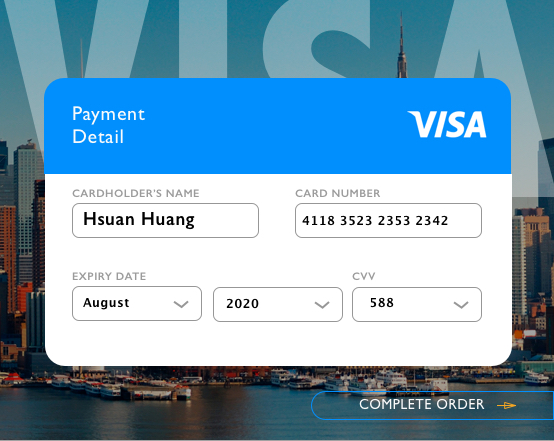 VISA
Payment
Detail
VISA
CARDHOLDER'S NAME
CARD NUMBER
Hsuan Huang
4118 3523 2353 2342
EXPIRY DATE
CVV
August
2020
588
COMPLETE ORDER